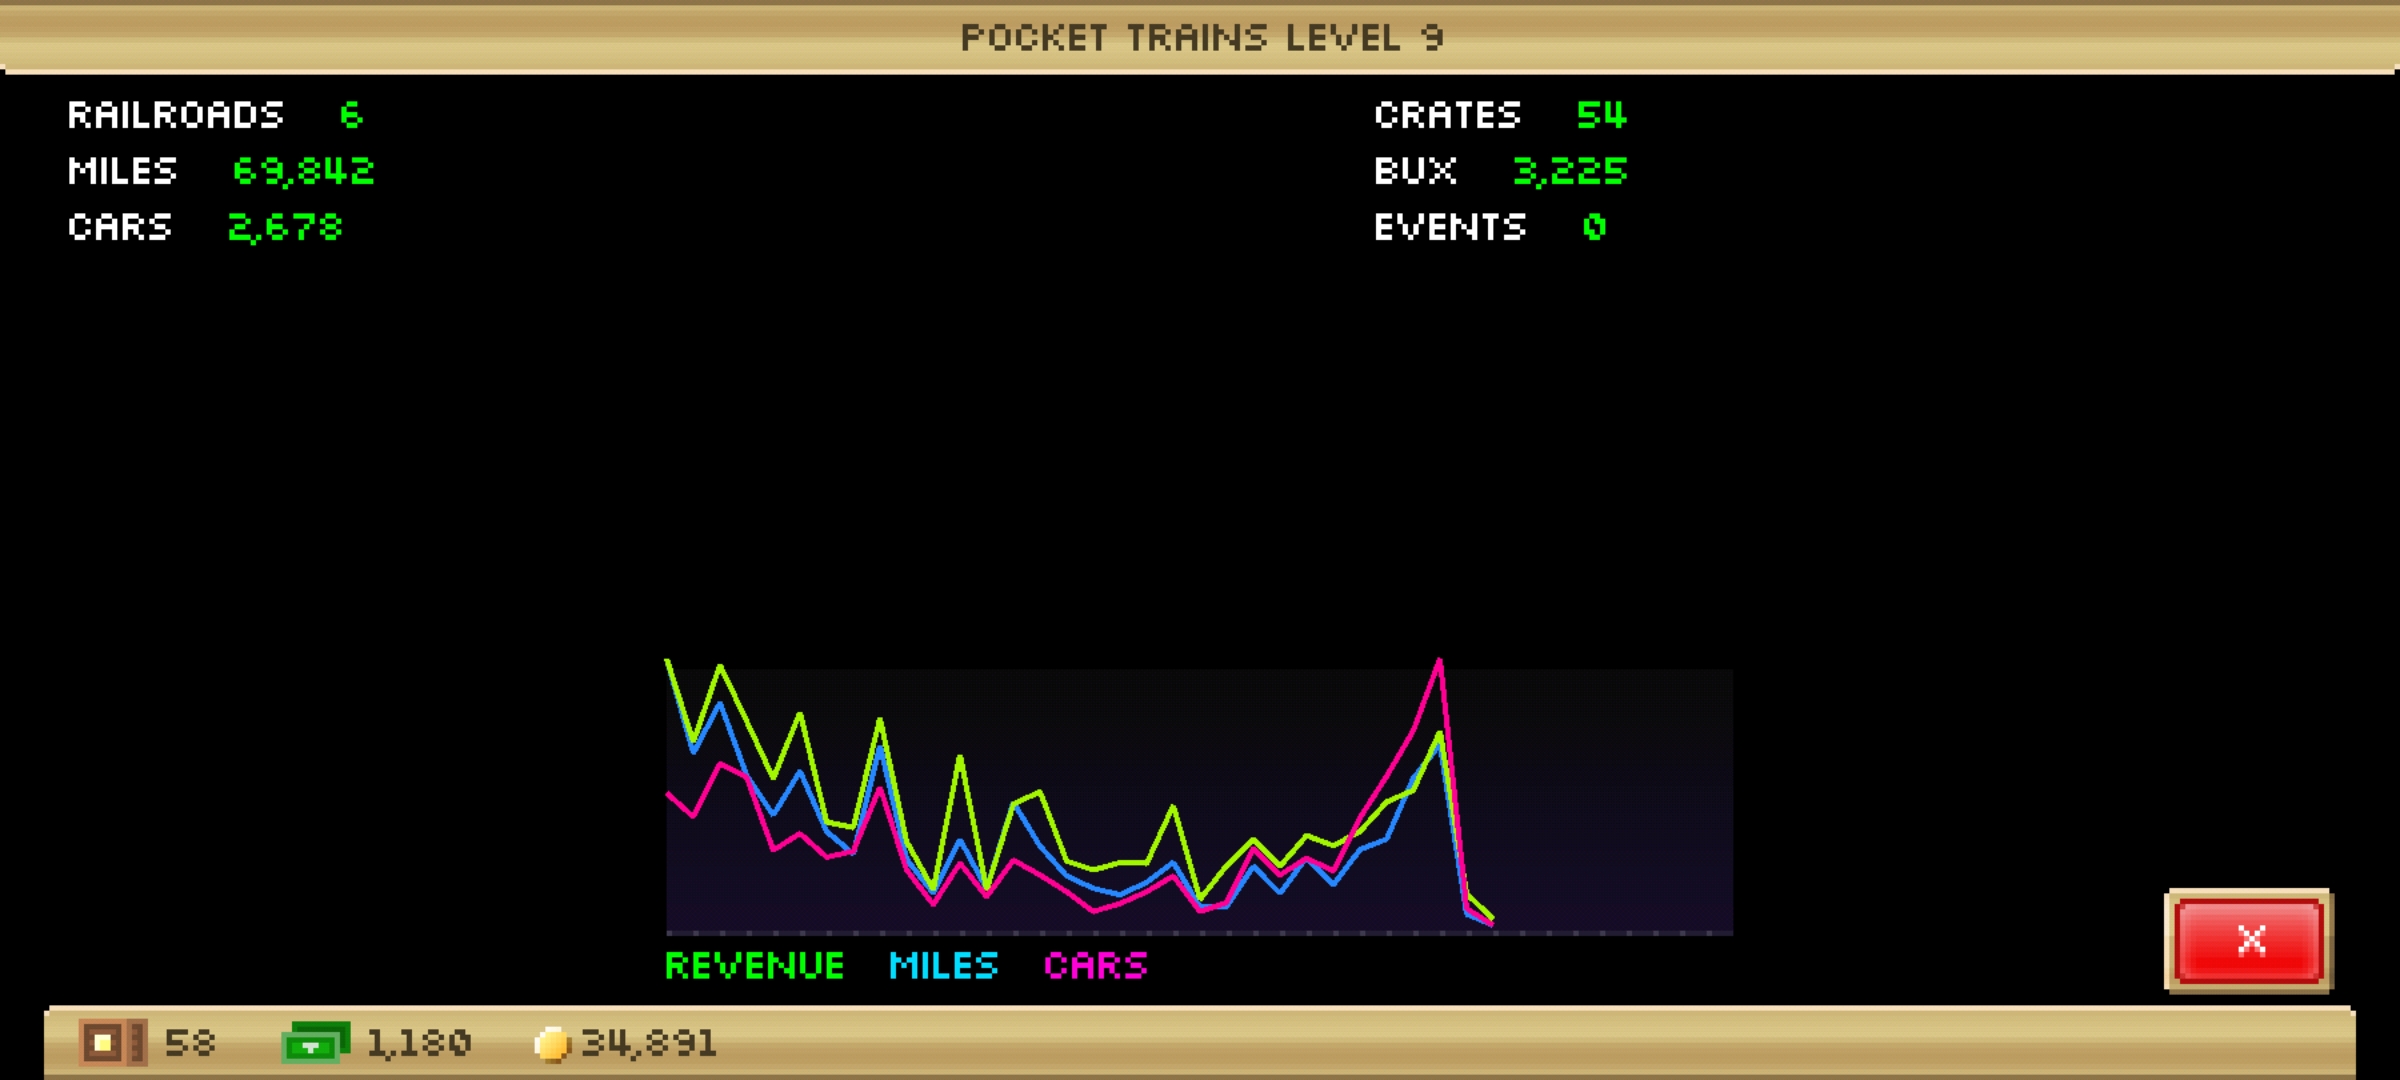 POCKET TRAINS LEVEL 9
RAILROADS 6
MILES 69,842
CARS 2,678
CRATES 54
BUX 3,225
EVENTS 0
REVENUE MILES CARS
X
58 1,180 34,891